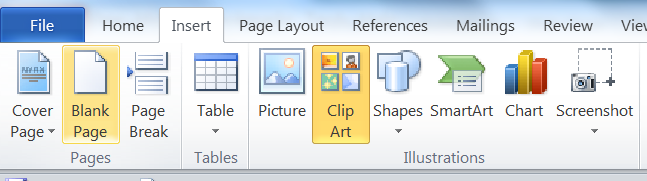 File Home Insert Page Layout References Mailings Review
Cover Page Blank Page Page Break Table Picture Clip Art Shapes SmartArt Chart Screenshot
Pages Tables Illustrations